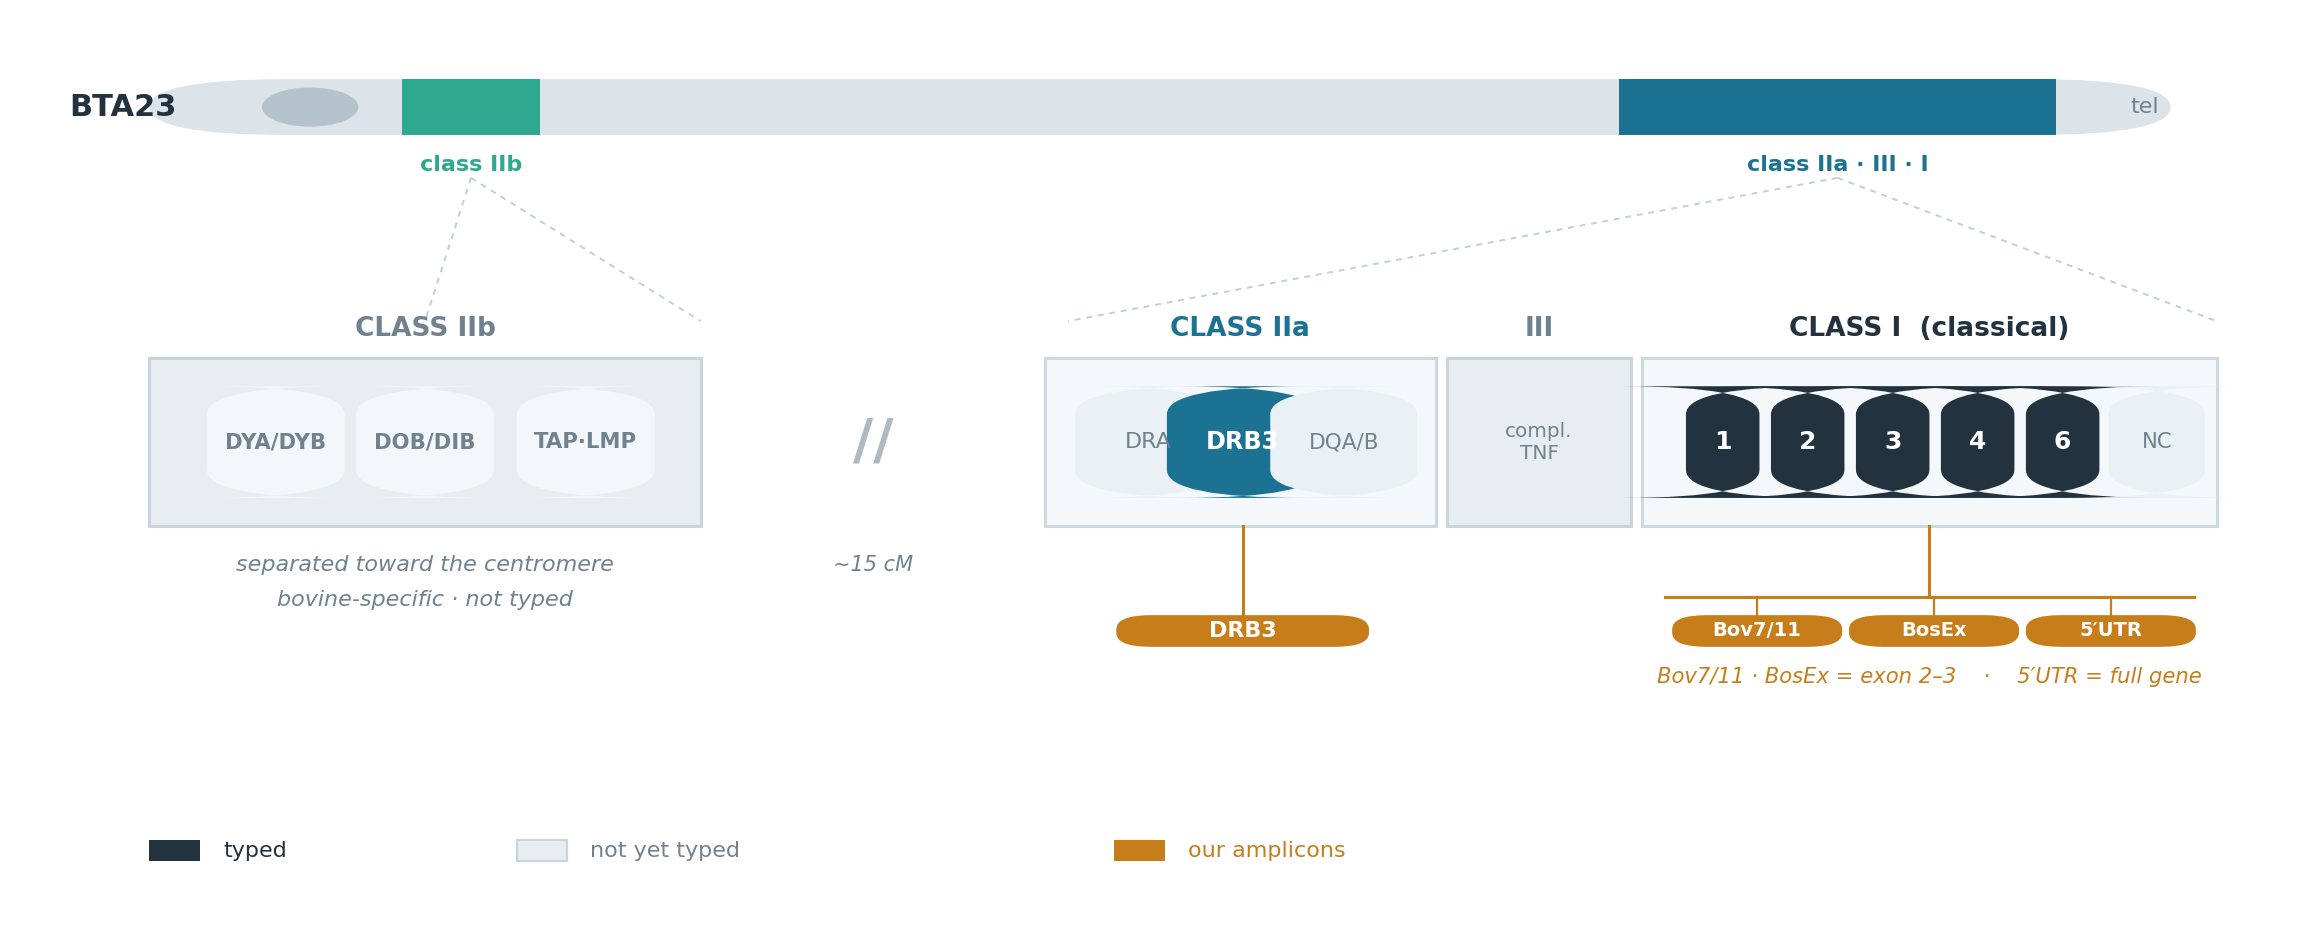 BTA23
tel
class IIb
class IIa · III · I
CLASS IIb
CLASS IIa
III
CLASS I (classical)
DYA/DYB
DOB/DIB
TAP·LMP
//
DRA
DRB3
DQA/B
compl.
TNF
1
2
3
4
6
NC
separated toward the centromere
bovine-specific · not typed
~15 cM
DRB3
Bov7/11
BosEx
5′UTR
Bov7/11 · BosEx = exon 2–3 · 5′UTR = full gene
typed
not yet typed
our amplicons